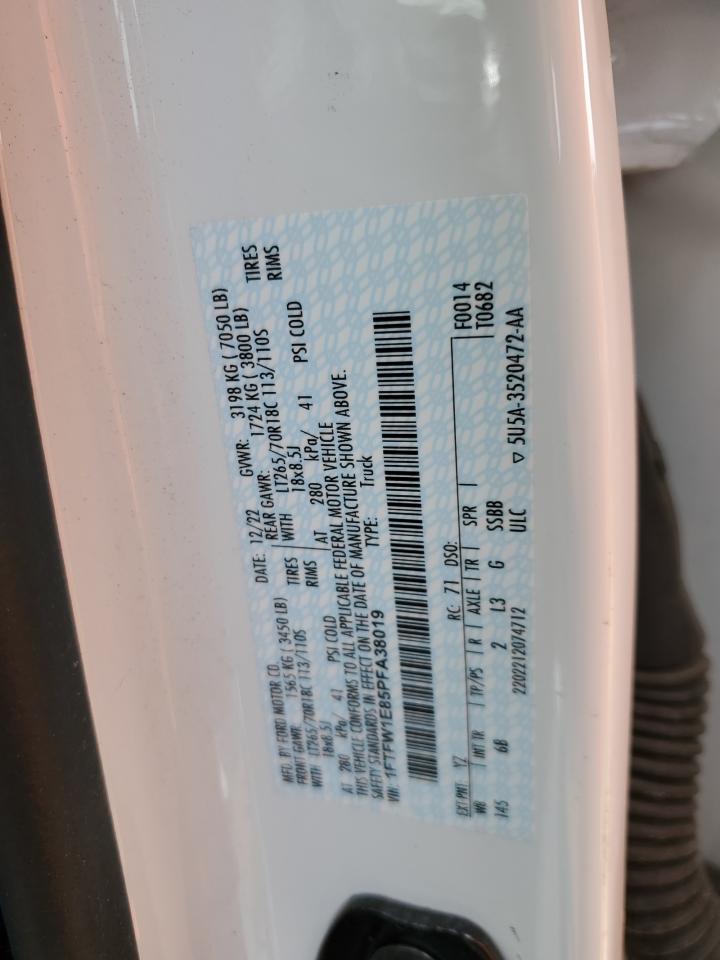 MFD. BY FORD MOTOR CO. DATE: 12/22 GVWR: 3198 KG ( 7050 LB)
FRONT GAWR: 1565 KG ( 3450 LB) REAR GAWR: 1724 KG ( 3800 LB)
WITH LT265/70R18C 113/110S TIRES WITH LT265/70R18C 113/110S TIRES
18x8.5J RIMS 18x8.5J RIMS
AT 280 kPa/ 41 PSI COLD AT 280 kPa/ 41 PSI COLD
THIS VEHICLE CONFORMS TO ALL APPLICABLE FEDERAL MOTOR VEHICLE
SAFETY STANDARDS IN EFFECT ON THE DATE OF MANUFACTURE SHOWN ABOVE.
VIN: 1FTFW1E85PFA38019 TYPE: Truck
EXT PNT: YZ RC: 71 DSO: F0014
WB INT TR TP/PS R AXLE TR SPR T0682
145 6B 2 L3 G SSBB
2202212074712 ULC ▽ 5U5A-3520472-AA